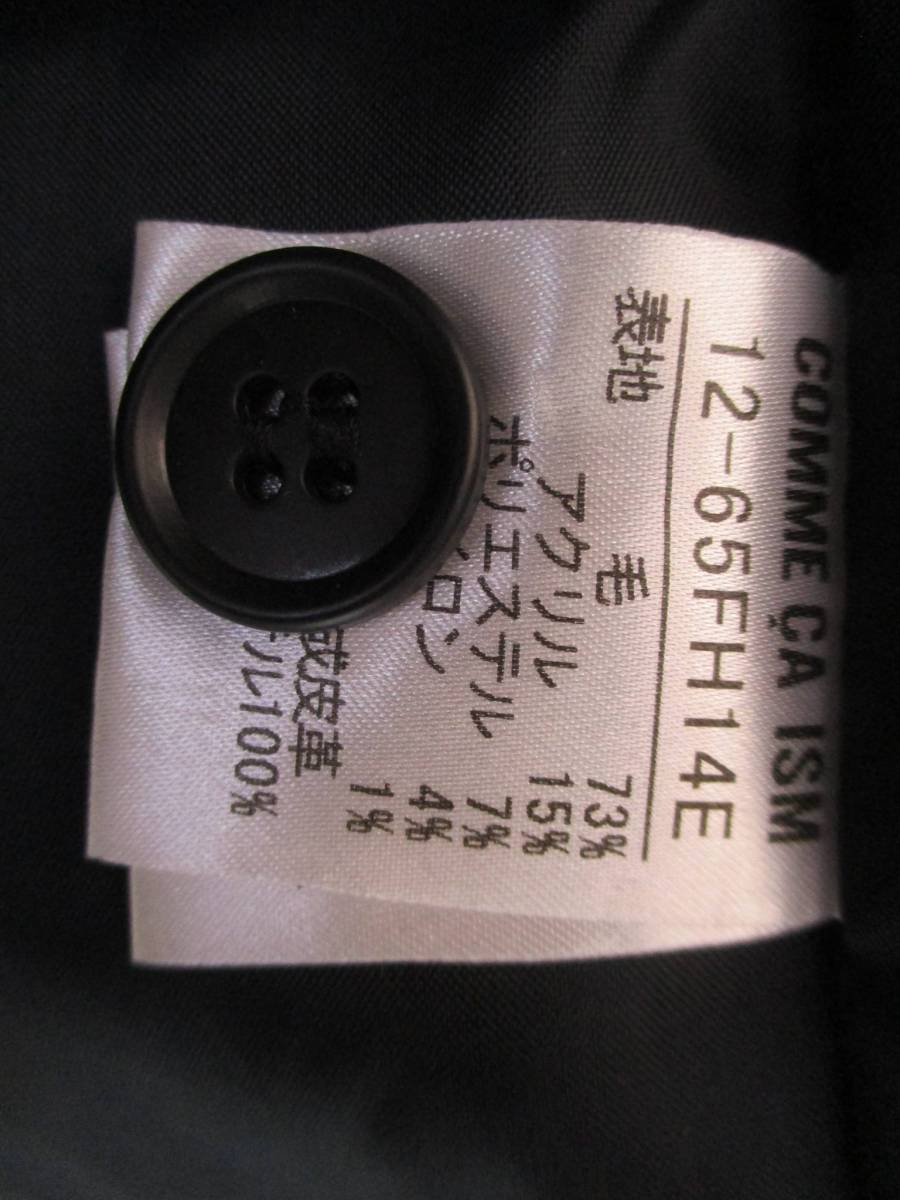 COMME ÇA ISM
12-65FH14E
表地
毛 73%
アクリル 15%
ポリエステル 7%
ロン 4%
1%
皮革
ル100%